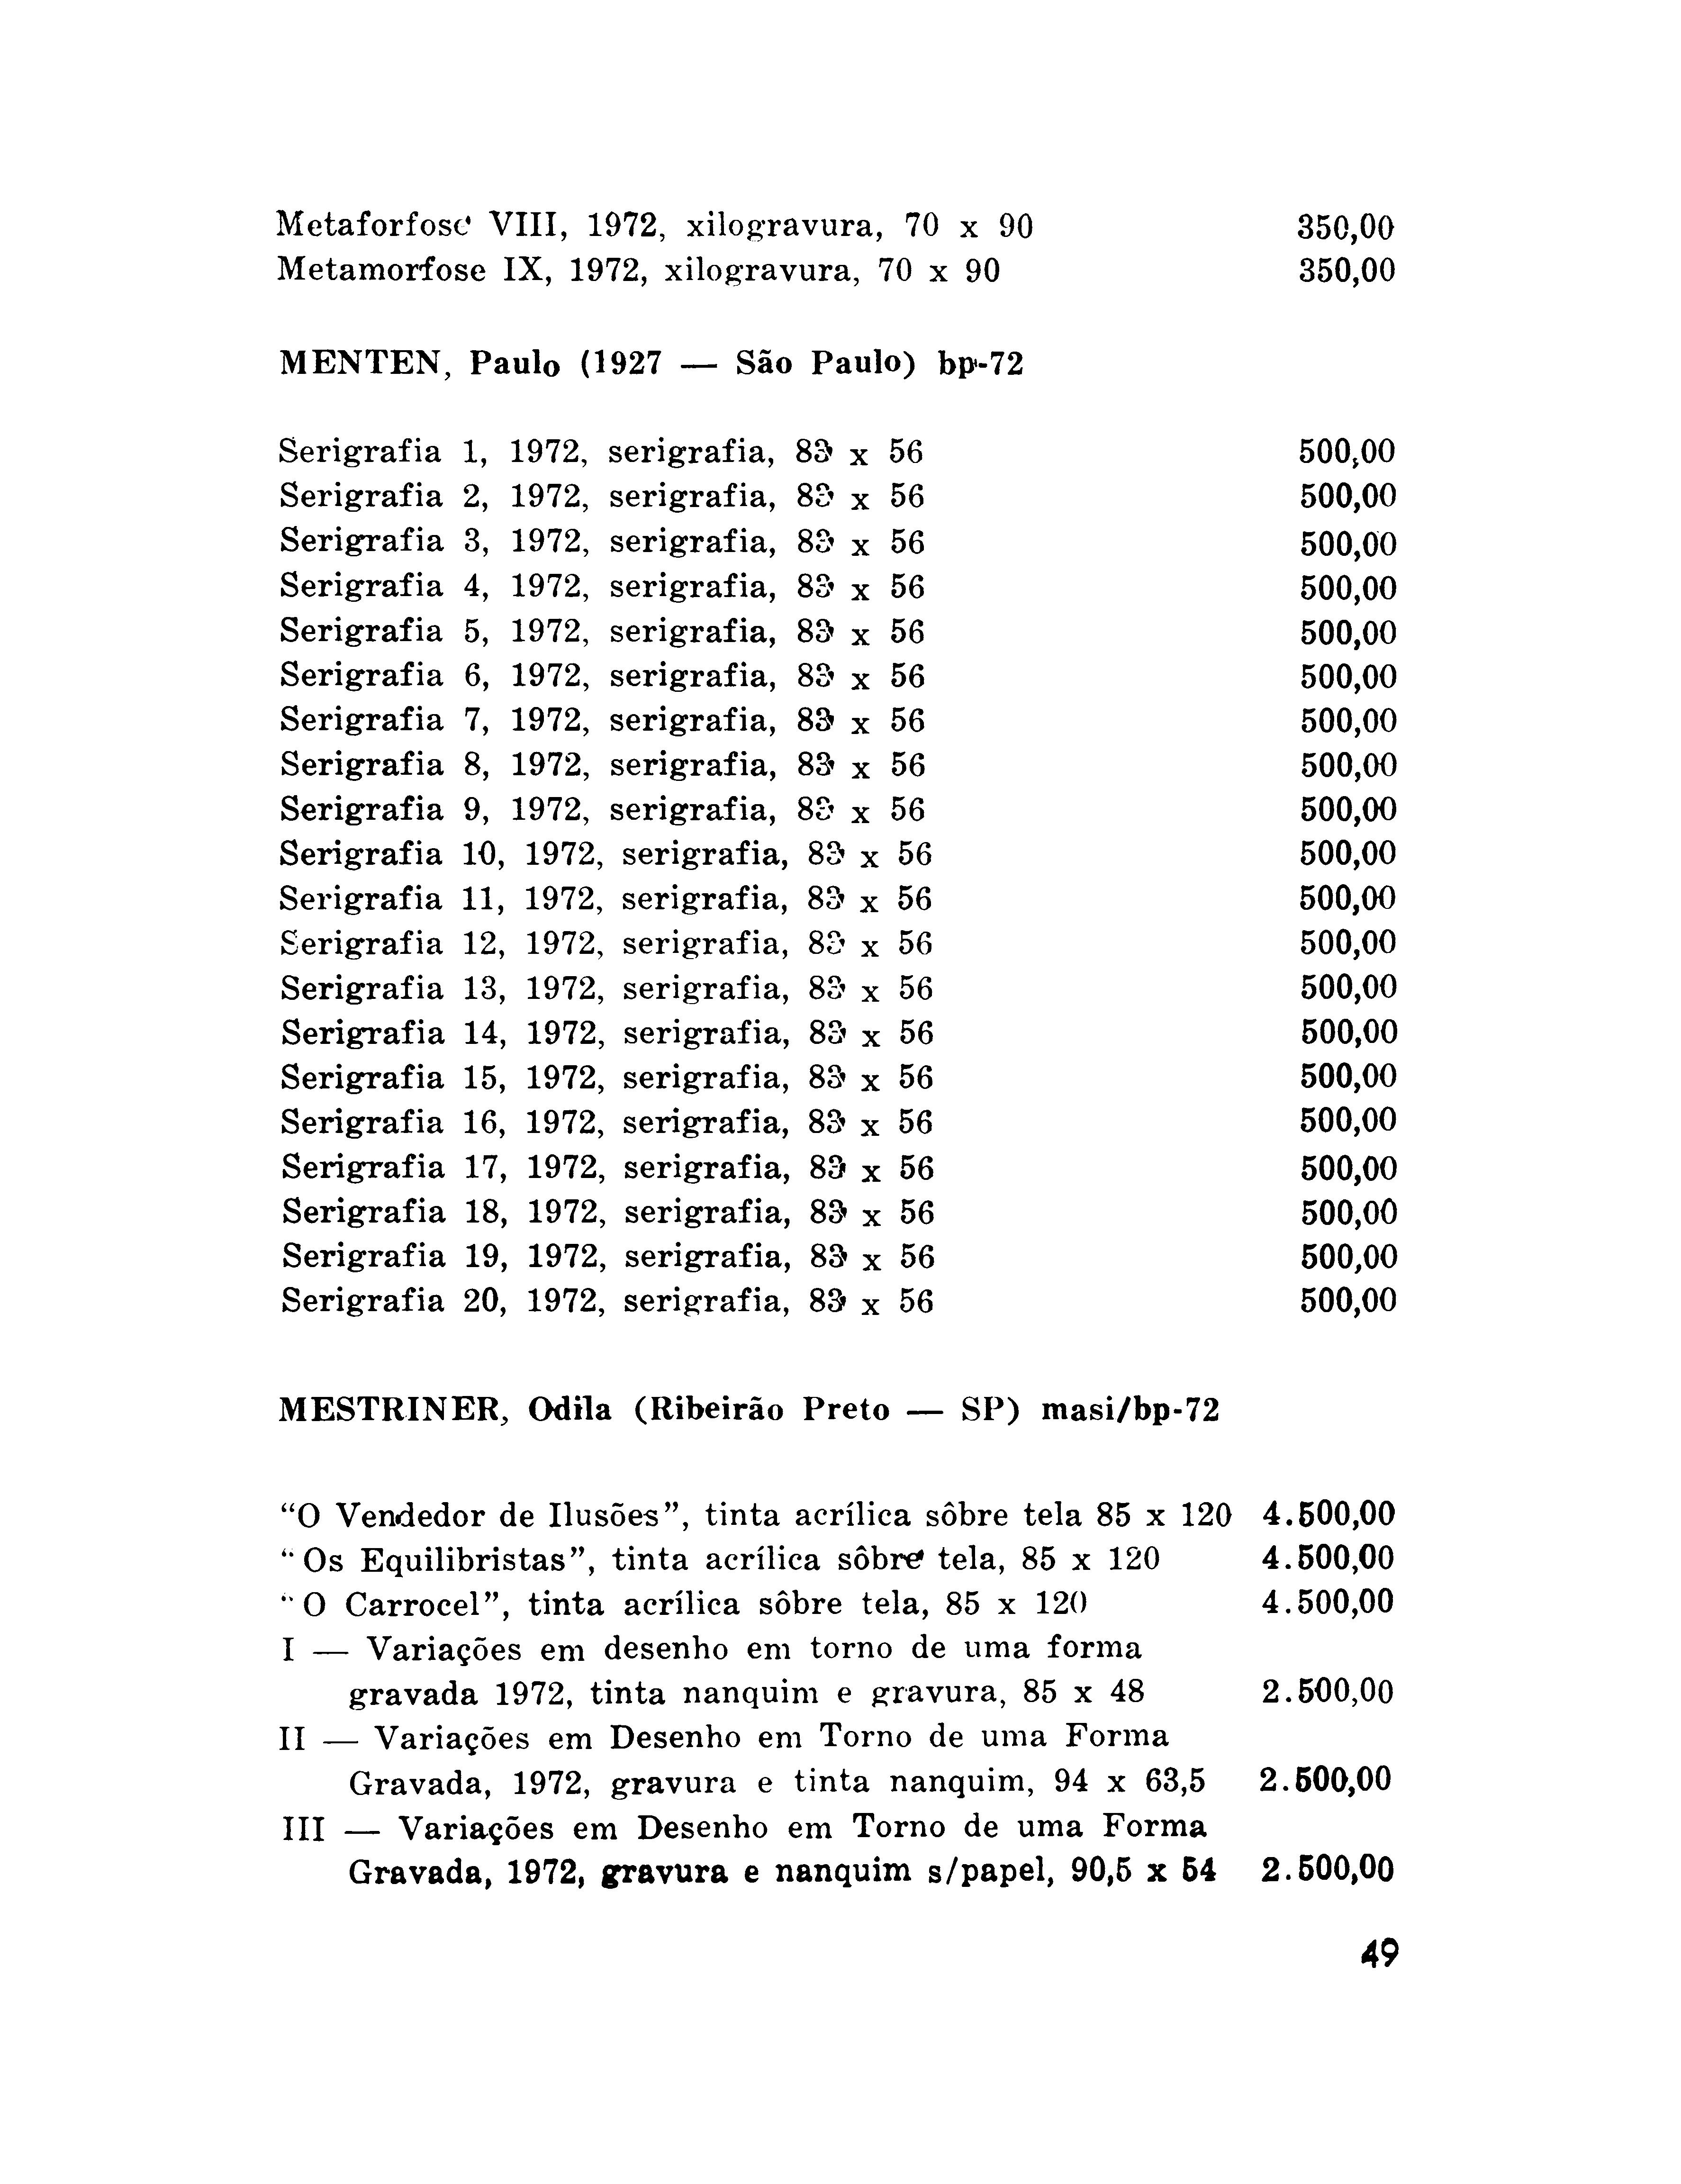 Metaforfose VIII, 1972, xilogravura, 70 x 90 350,00
Metamorfose IX, 1972, xilogravura, 70 x 90 350,00
MENTEN, Paulo (1927 — São Paulo) bp-72
Serigrafia 1, 1972, serigrafia, 83 x 56 500,00
Serigrafia 2, 1972, serigrafia, 83 x 56 500,00
Serigrafia 3, 1972, serigrafia, 83 x 56 500,00
Serigrafia 4, 1972, serigrafia, 83 x 56 500,00
Serigrafia 5, 1972, serigrafia, 83 x 56 500,00
Serigrafia 6, 1972, serigrafia, 83 x 56 500,00
Serigrafia 7, 1972, serigrafia, 83 x 56 500,00
Serigrafia 8, 1972, serigrafia, 83 x 56 500,00
Serigrafia 9, 1972, serigrafia, 83 x 56 500,00
Serigrafia 10, 1972, serigrafia, 83 x 56 500,00
Serigrafia 11, 1972, serigrafia, 83 x 56 500,00
Serigrafia 12, 1972, serigrafia, 83 x 56 500,00
Serigrafia 13, 1972, serigrafia, 83 x 56 500,00
Serigrafia 14, 1972, serigrafia, 83 x 56 500,00
Serigrafia 15, 1972, serigrafia, 83 x 56 500,00
Serigrafia 16, 1972, serigrafia, 83 x 56 500,00
Serigrafia 17, 1972, serigrafia, 83 x 56 500,00
Serigrafia 18, 1972, serigrafia, 83 x 56 500,00
Serigrafia 19, 1972, serigrafia, 83 x 56 500,00
Serigrafia 20, 1972, serigrafia, 83 x 56 500,00
MESTRINER, Odila (Ribeirão Preto — SP) masi/bp-72
“O Vendedor de Ilusões”, tinta acrílica sôbre tela 85 x 120 4.500,00
“Os Equilibristas”, tinta acrílica sôbre tela, 85 x 120 4.500,00
“O Carrocel”, tinta acrílica sôbre tela, 85 x 120 4.500,00
I — Variações em desenho em torno de uma forma
gravada 1972, tinta nanquim e gravura, 85 x 48 2.500,00
II — Variações em Desenho em Torno de uma Forma
Gravada, 1972, gravura e tinta nanquim, 94 x 63,5 2.500,00
III — Variações em Desenho em Torno de uma Forma
Gravada, 1972, gravura e nanquim s/papel, 90,5 x 54 2.500,00
49